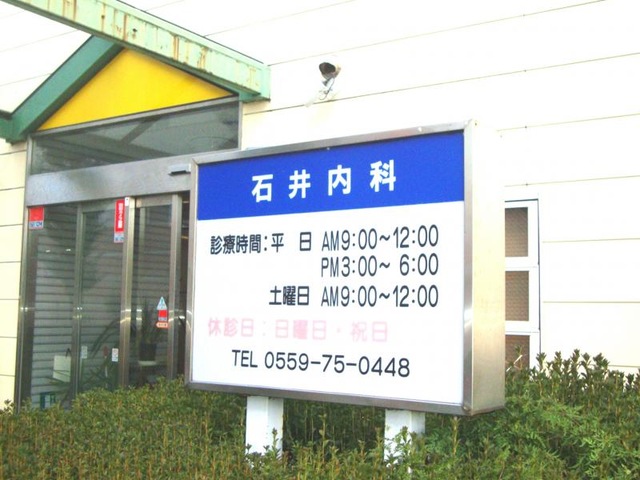 石井内科
診療時間:平 日 AM9:00~12:00
PM3:00~ 6:00
土曜日 AM9:00~12:00
休診日:日曜日・祝日
TEL 0559-75-0448